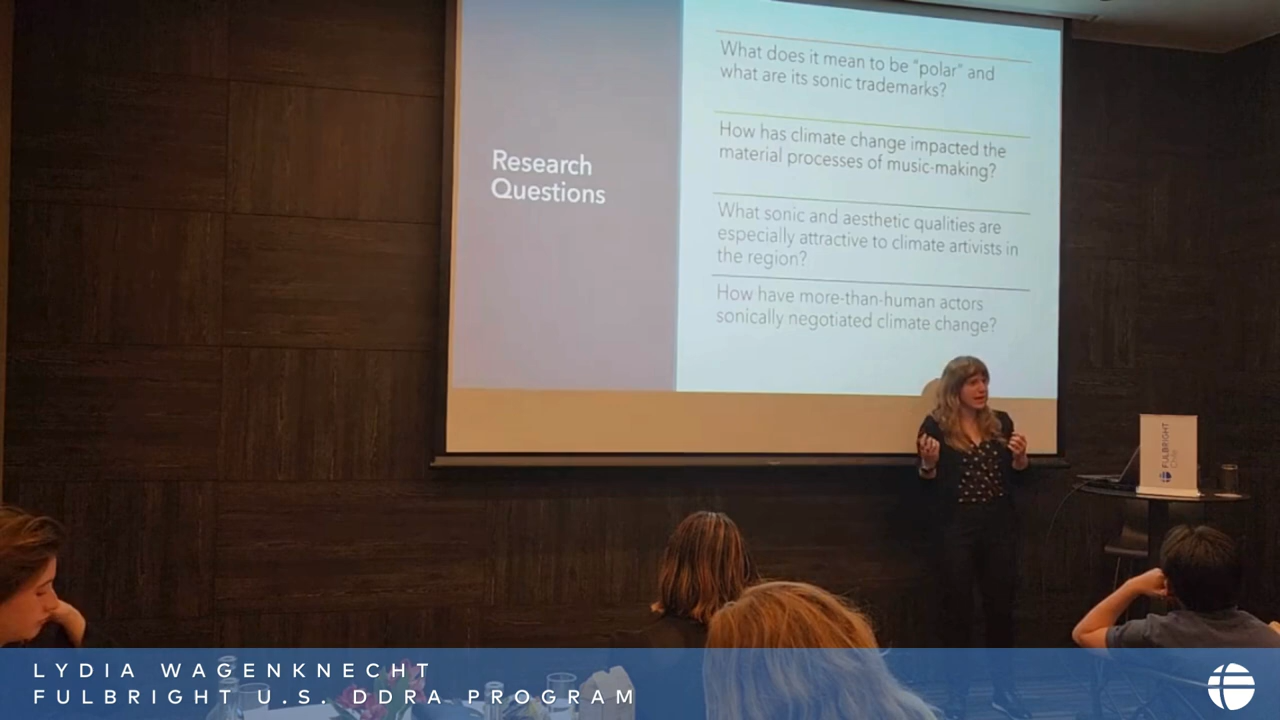 Research
Questions
What does it mean to be "polar" and
what are its sonic trademarks?
How has climate change impacted the
material processes of music-making?
What sonic and aesthetic qualities are
especially attractive to climate artivists in
the region?
How have more-than-human actors
sonically negotiated climate change?
FULBRIGHT
Chile
LYDIA WAGENKNECHT
FULBRIGHT U.S. DDRA PROGRAM